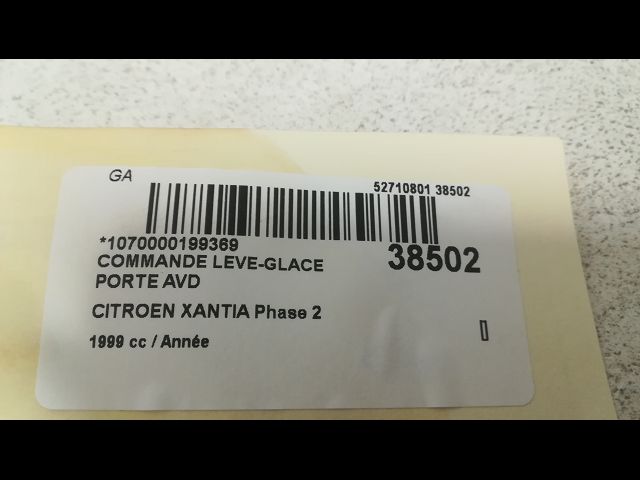 GA
52710801 38502
*1070000199369
38502
COMMANDE LEVE-GLACE
PORTE AVD
CITROEN XANTIA Phase 2
1999 cc / Année